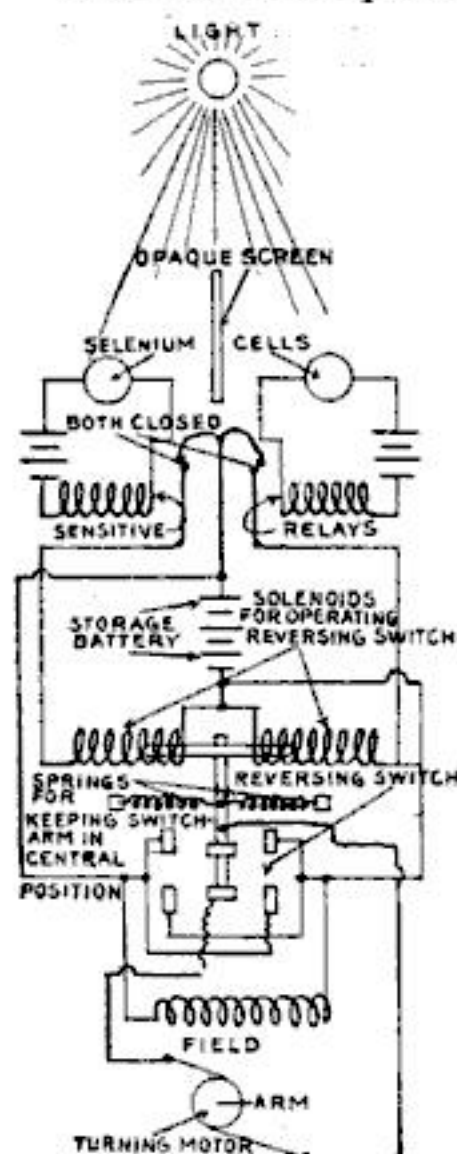 LIGHT
OPAQUE SCREEN
SELENIUM
CELLS
BOTH CLOSED
SENSITIVE
RELAYS
STORAGE
BATTERY
SOLENOIDS
FOR OPERATING
REVERSING SWITCH
SPRINGS
FOR
KEEPING SWITCH
ARM IN
CENTRAL
POSITION
REVERSING SWITCH
FIELD
ARM
TURNING MOTOR